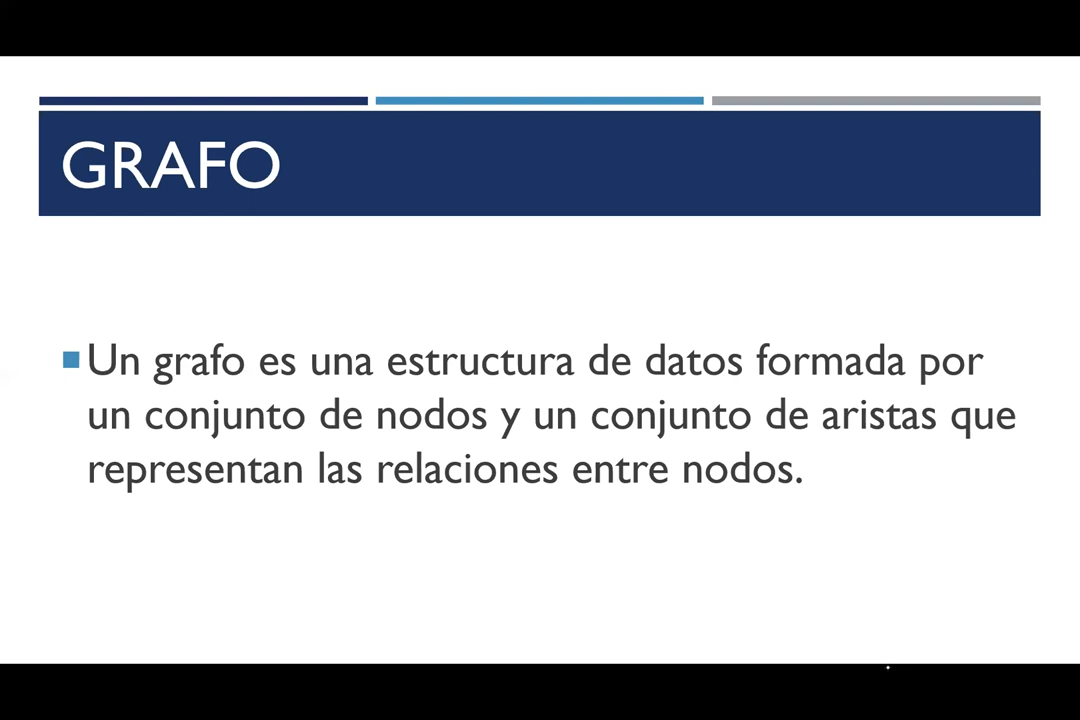 GRAFO
Un grafo es una estructura de datos formada por
un conjunto de nodos y un conjunto de aristas que
representan las relaciones entre nodos.